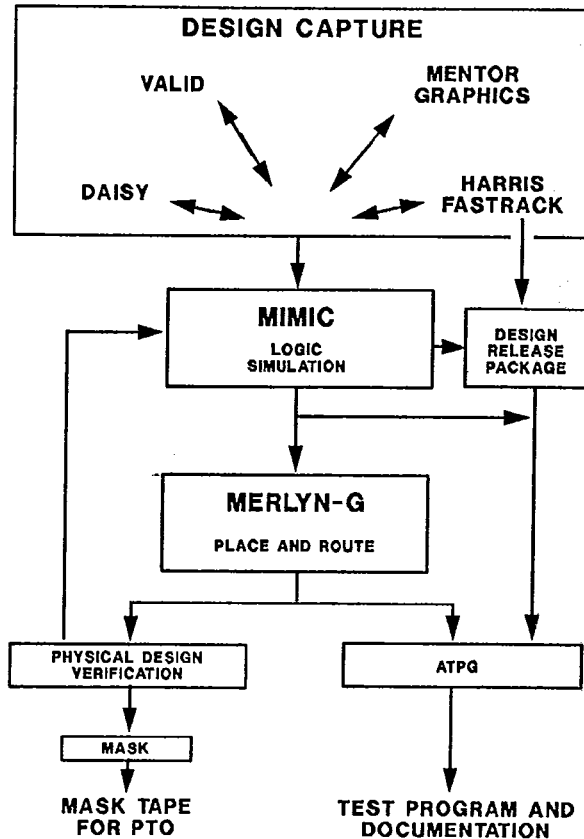 DESIGN CAPTURE
VALID
MENTOR
GRAPHICS
DAISY
HARRIS
FASTRACK
MIMIC
LOGIC
SIMULATION
DESIGN
RELEASE
PACKAGE
MERLYN-G
PLACE AND ROUTE
PHYSICAL DESIGN
VERIFICATION
ATPG
MASK
MASK TAPE
FOR PTO
TEST PROGRAM AND
DOCUMENTATION